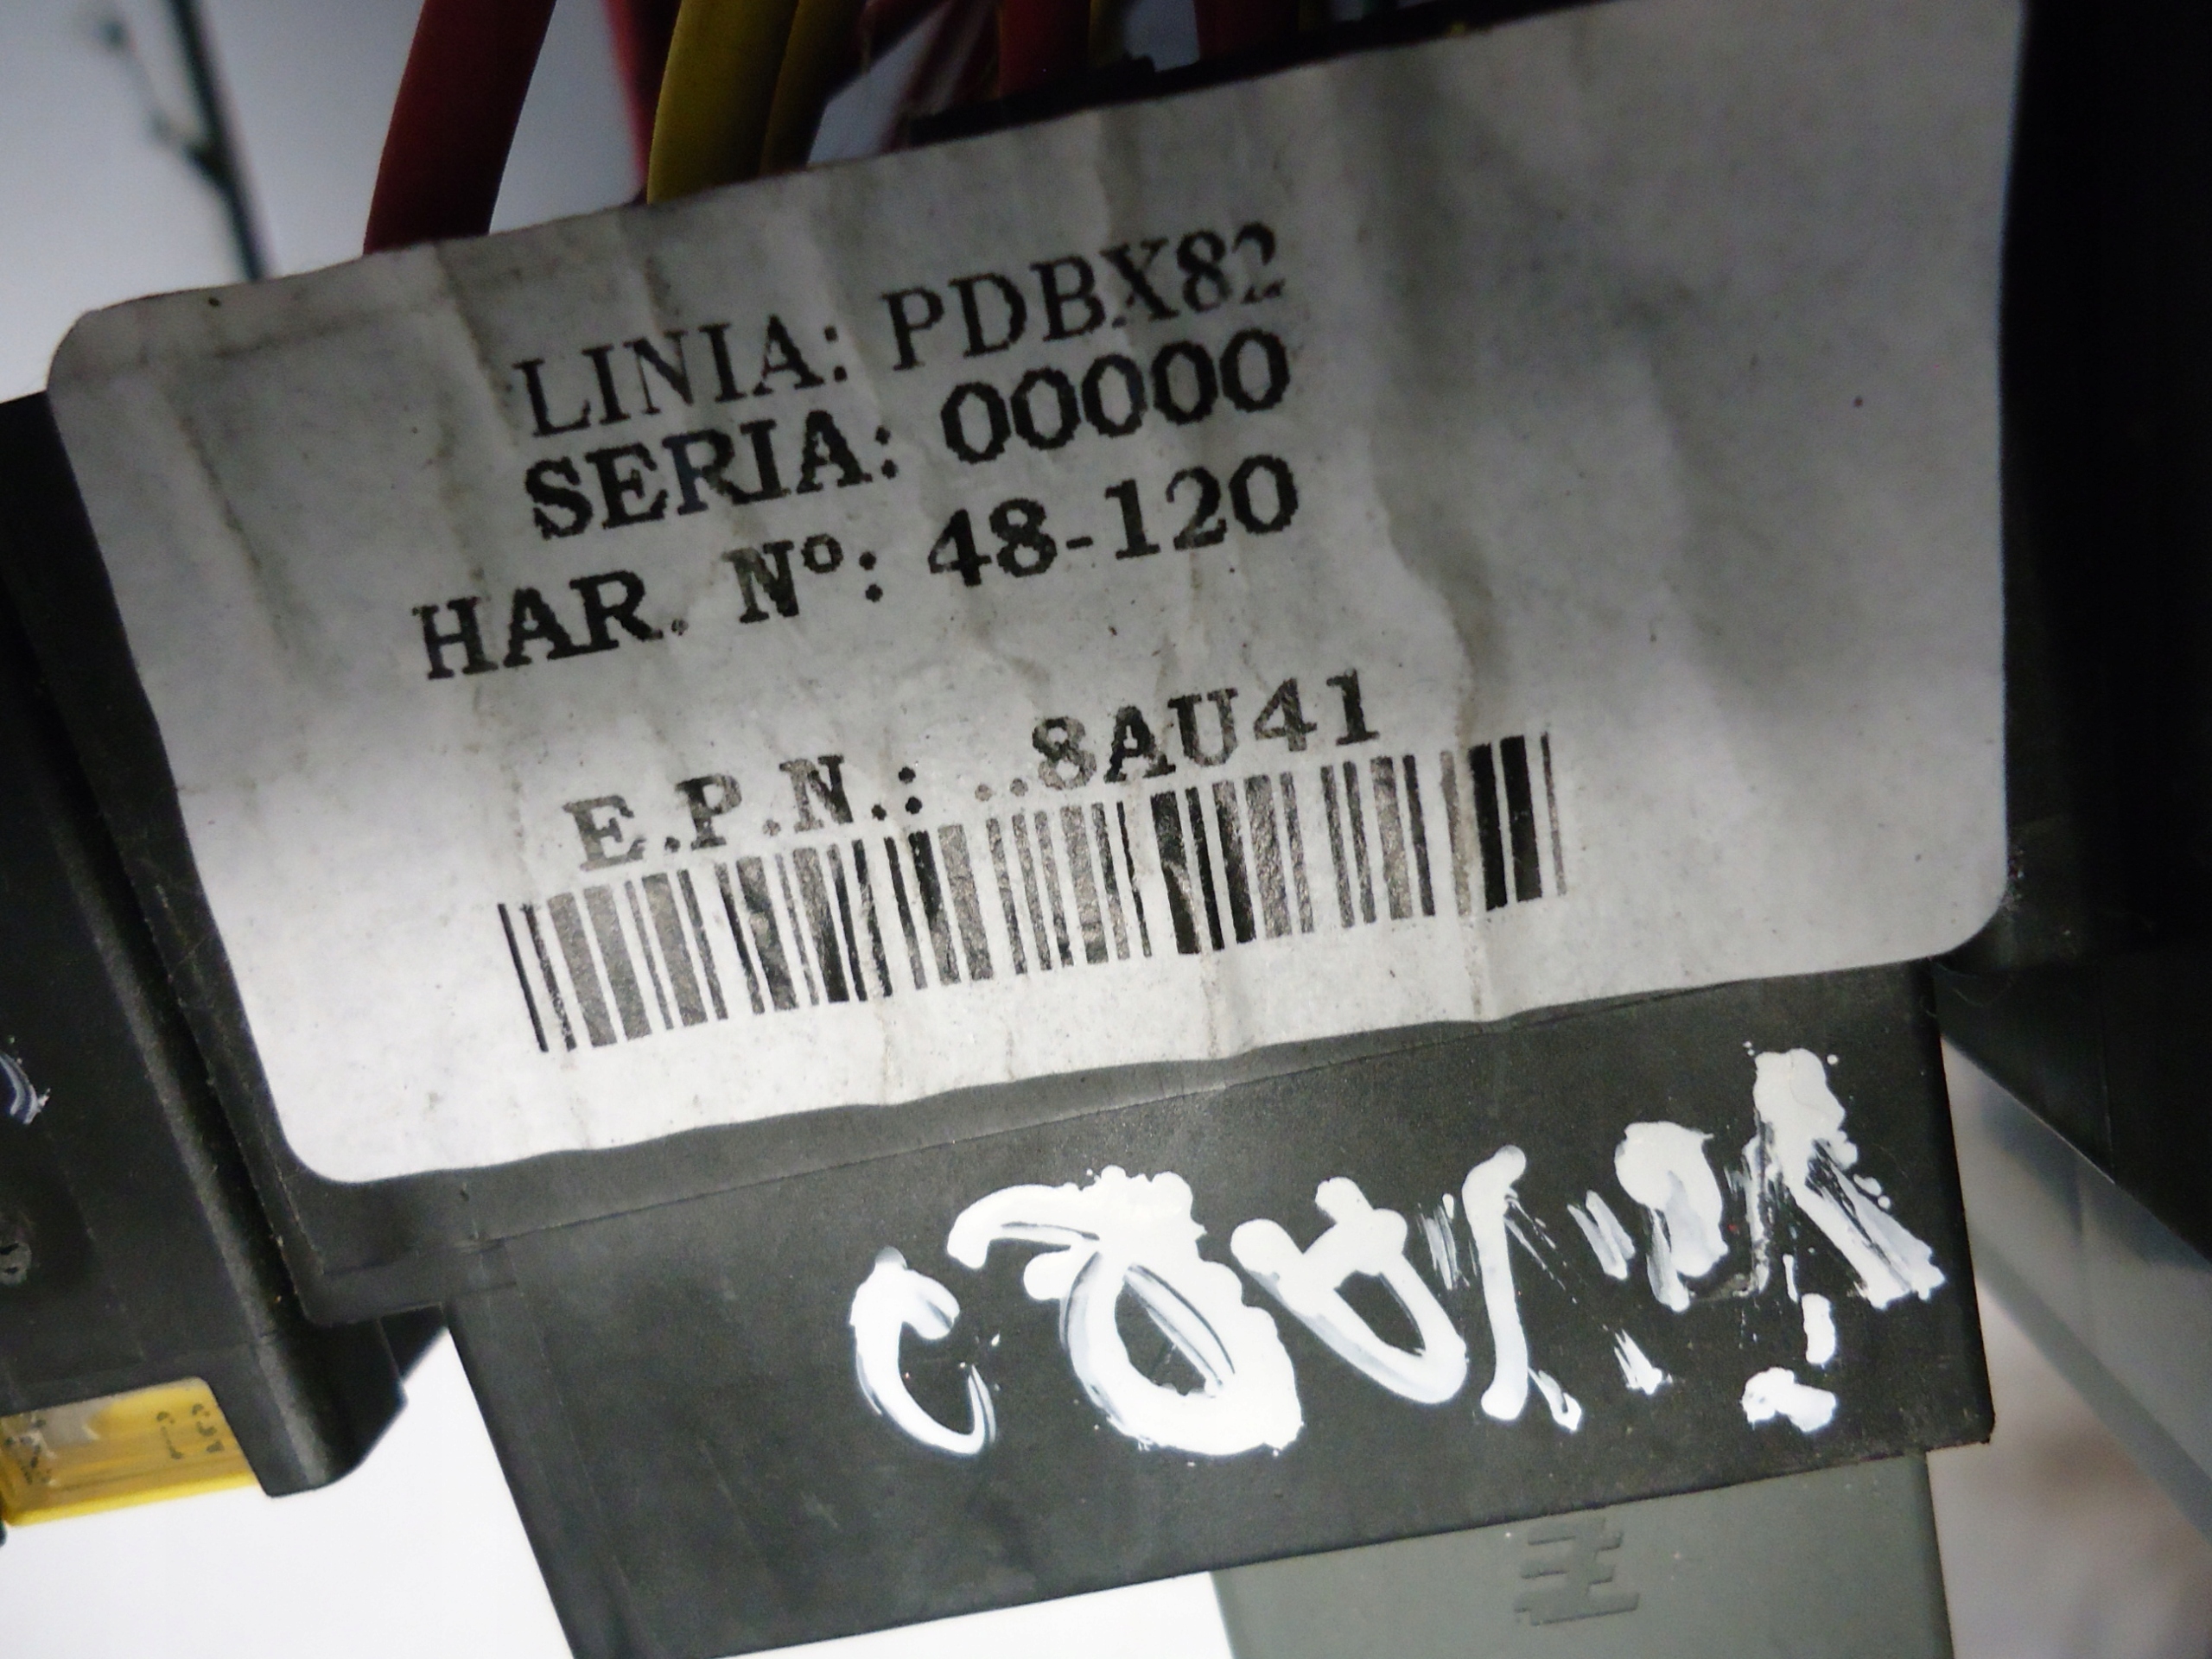 LINIA: PDBX82
SERIA: 00000
HAR. Nº: 48-120
E.P.N.: ..8AU41